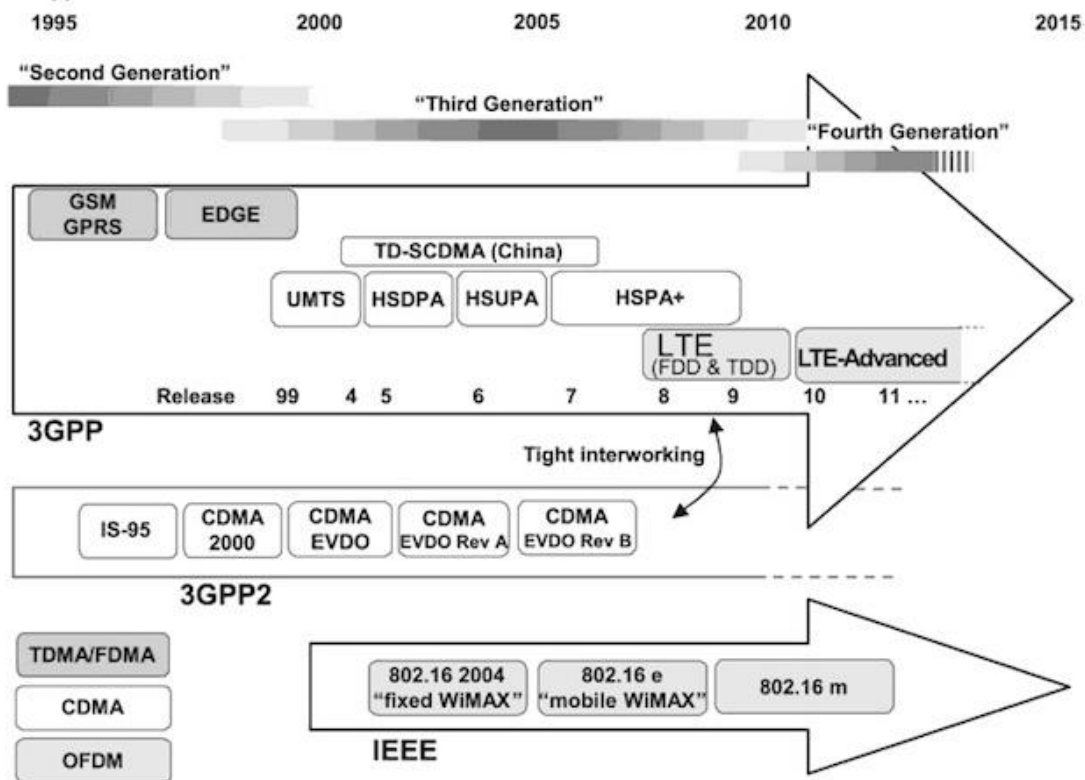 1995 2000 2005 2010 2015
“Second Generation”
“Third Generation”
“Fourth Generation”
GSM
GPRS
EDGE
TD-SCDMA (China)
UMTS HSDPA HSUPA HSPA+
LTE
(FDD & TDD)
LTE-Advanced
Release 99 4 5 6 7 8 9 10 11 ...
3GPP
Tight interworking
IS-95
CDMA
2000
CDMA
EVDO
CDMA
EVDO Rev A
CDMA
EVDO Rev B
3GPP2
TDMA/FDMA
CDMA
OFDM
802.16 2004
“fixed WiMAX”
802.16 e
“mobile WiMAX”
802.16 m
IEEE